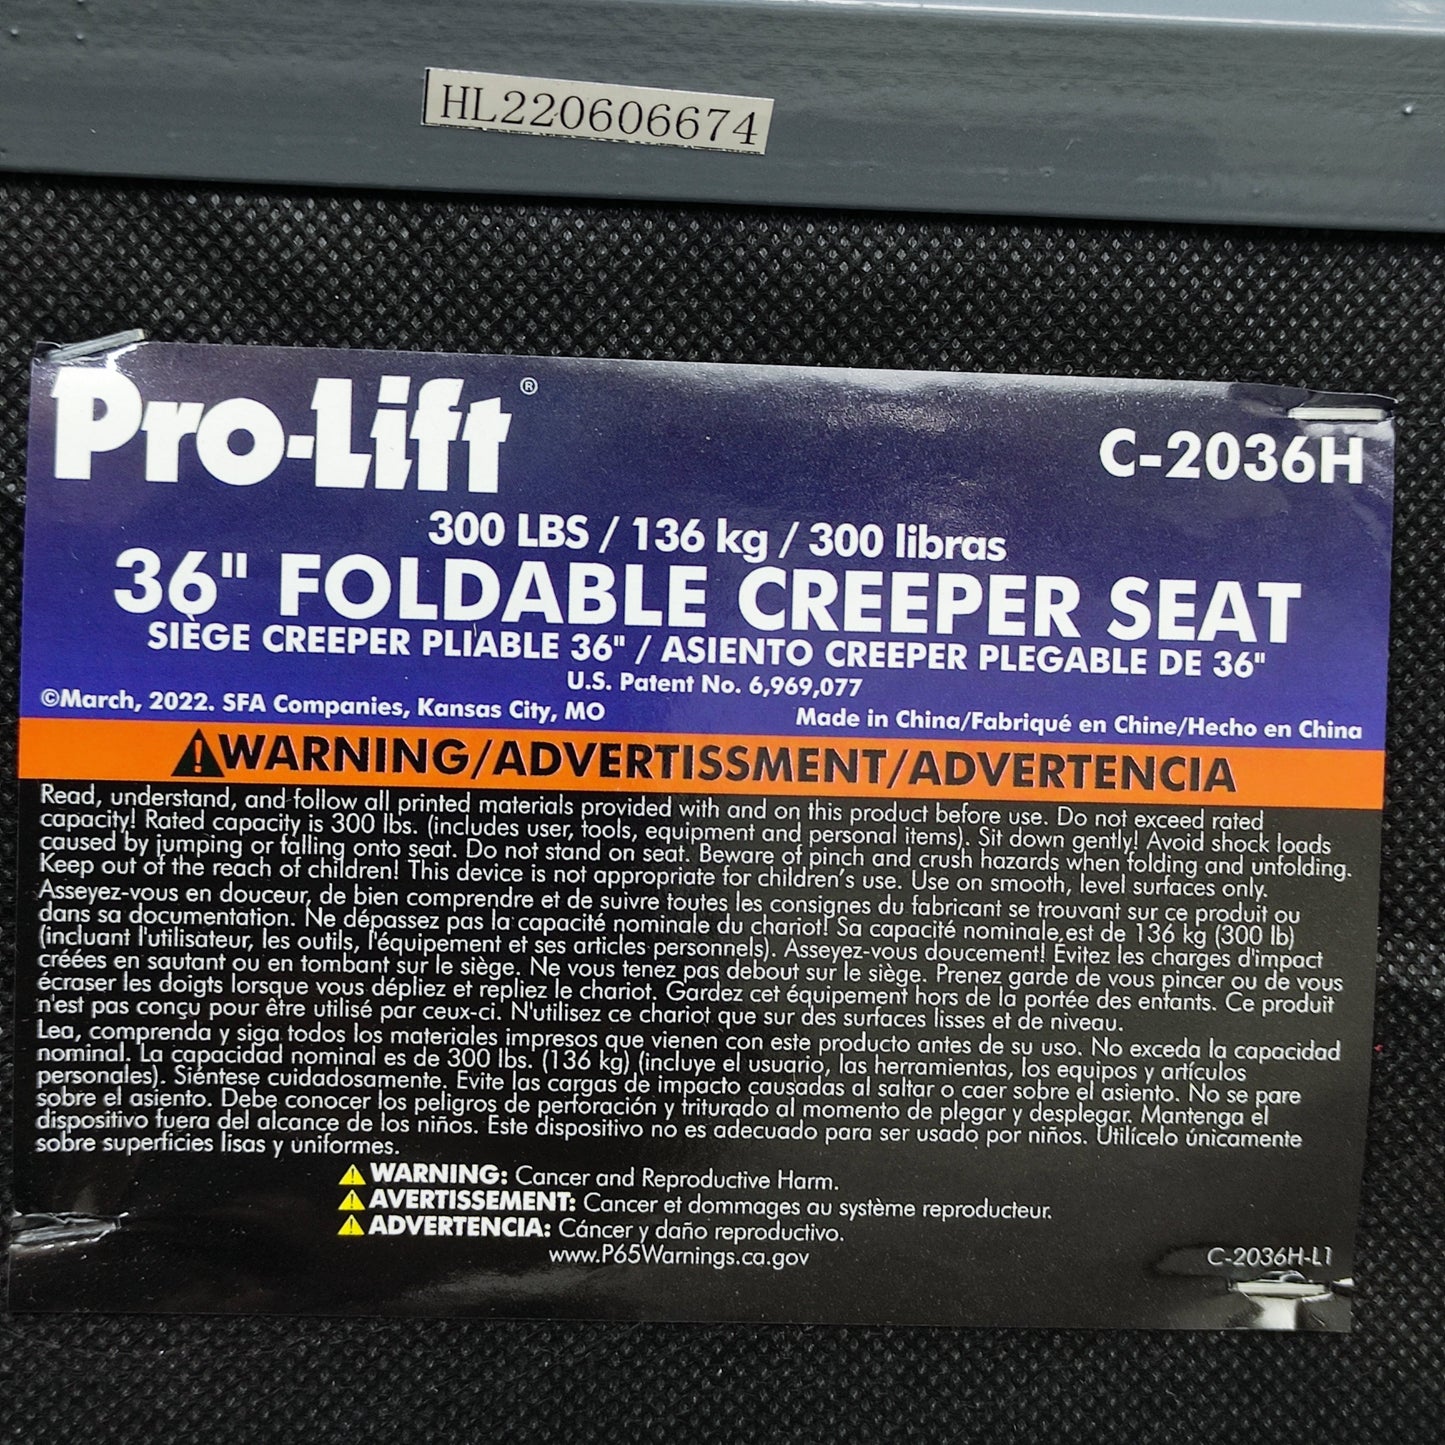 HL220606674
Pro-Lift®
C-2036H
300 LBS / 136 kg / 300 libras
36" FOLDABLE CREEPER SEAT
SIÈGE CREEPER PLIABLE 36" / ASIENTO CREEPER PLEGABLE DE 36"
U.S. Patent No. 6,969,077
©March, 2022. SFA Companies, Kansas City, MO
Made in China/Fabriqué en Chine/Hecho en China
WARNING/ADVERTISSMENT/ADVERTENCIA
Read, understand, and follow all printed materials provided with and on this product before use. Do not exceed rated
capacity! Rated capacity is 300 lbs. (includes user, tools, equipment and personal items). Sit down gently! Avoid shock loads
caused by jumping or falling onto seat. Do not stand on seat. Beware of pinch and crush hazards when folding and unfolding.
Keep out of the reach of children! This device is not appropriate for children's use. Use on smooth, level surfaces only.
Asseyez-vous en douceur, de bien comprendre et de suivre toutes les consignes du fabricant se trouvant sur ce produit ou
dans sa documentation. Ne dépassez pas la capacité nominale du chariot! Sa capacité nominale est de 136 kg (300 lb)
(incluant l'utilisateur, les outils, l'équipement et ses articles personnels). Asseyez-vous doucement! Évitez les charges d'impact
créées en sautant ou en tombant sur le siège. Ne vous tenez pas debout sur le siège. Prenez garde de vous pincer ou de vous
écraser les doigts lorsque vous dépliez et repliez le chariot. Gardez cet équipement hors de la portée des enfants. Ce produit
n'est pas conçu pour être utilisé par ceux-ci. N'utilisez ce chariot que sur des surfaces lisses et de niveau.
Lea, comprenda y siga todos los materiales impresos que vienen con este producto antes de su uso. No exceda la capacidad
nominal. La capacidad nominal es de 300 lbs. (136 kg) (incluye el usuario, las herramientas, los equipos y artículos
personales). Siéntese cuidadosamente. Evite las cargas de impacto causadas al saltar o caer sobre el asiento. No se pare
sobre el asiento. Debe conocer los peligros de perforación y triturado al momento de plegar y desplegar. Mantenga el
dispositivo fuera del alcance de los niños. Este dispositivo no es adecuado para ser usado por niños. Utilícelo únicamente
sobre superficies lisas y uniformes.
WARNING: Cancer and Reproductive Harm.
AVERTISSEMENT: Cancer et dommages au système reproducteur.
ADVERTENCIA: Cáncer y daño reproductivo.
www.P65Warnings.ca.gov
C-2036H-L1